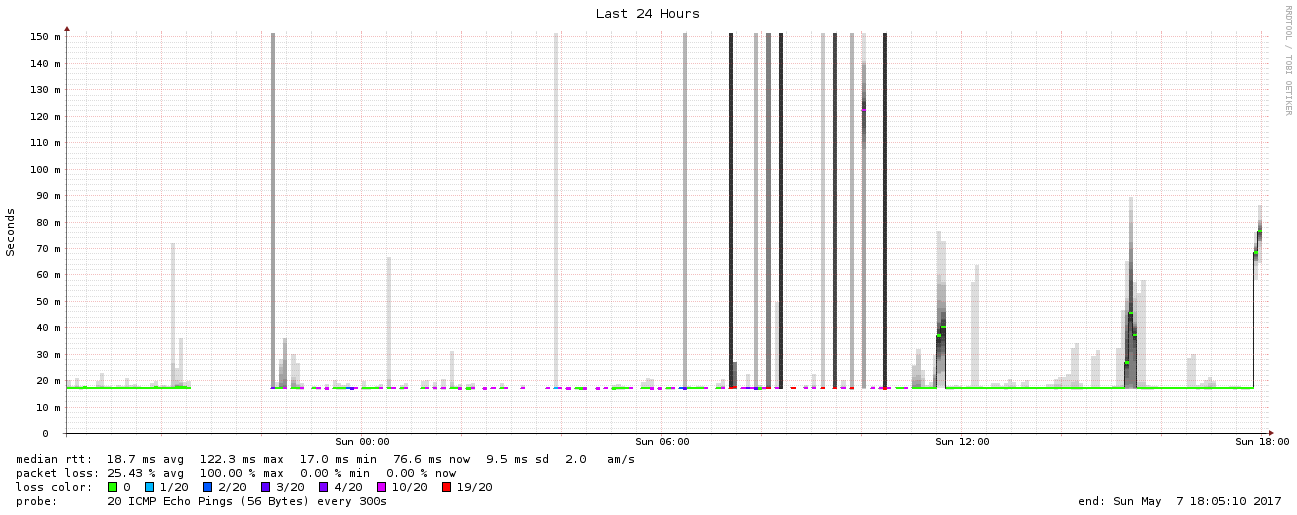 Last 24 Hours
RRDTOOL / TOBI OETIKER
Seconds
150 m
140 m
130 m
120 m
110 m
100 m
90 m
80 m
70 m
60 m
50 m
40 m
30 m
20 m
10 m
0
Sun 00:00 Sun 06:00 Sun 12:00 Sun 18:00
median rtt: 18.7 ms avg 122.3 ms max 17.0 ms min 76.6 ms now 9.5 ms sd 2.0 am/s
packet loss: 25.43 % avg 100.00 % max 0.00 % min 0.00 % now
loss color: 0 1/20 2/20 3/20 4/20 10/20 19/20
probe: 20 ICMP Echo Pings (56 Bytes) every 300s end: Sun May 7 18:05:10 2017